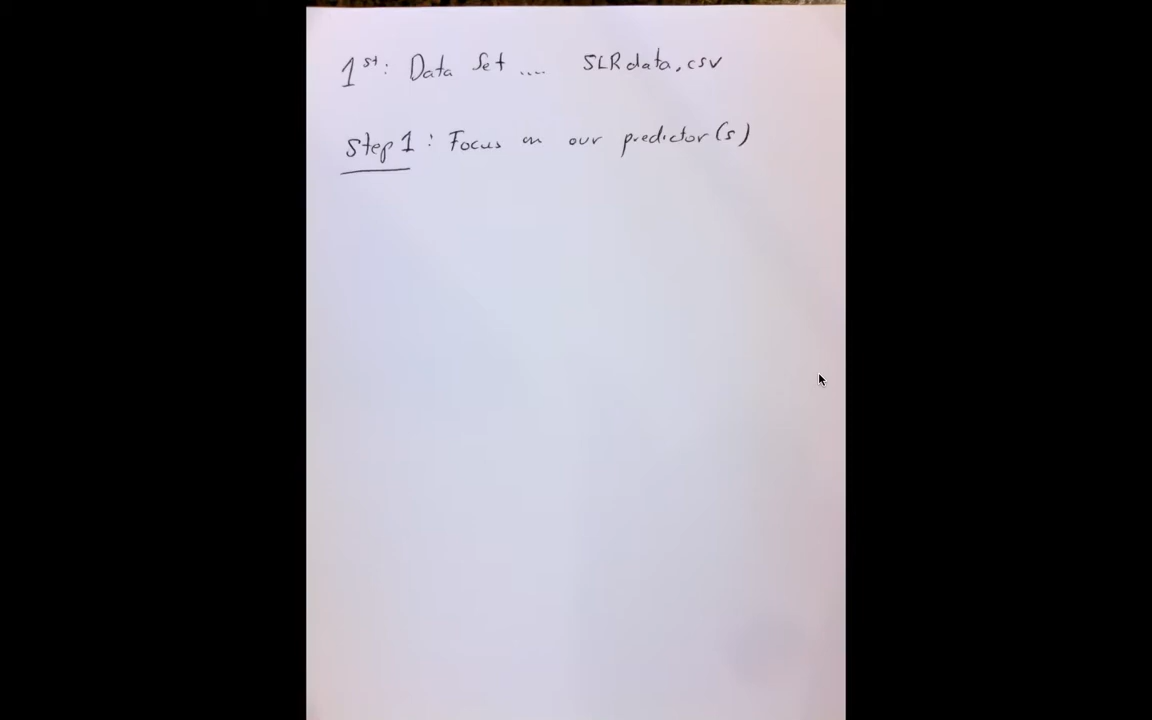 1st: Data Set .... SLRdata.csv
Step 1: Focus on our predictor(s)